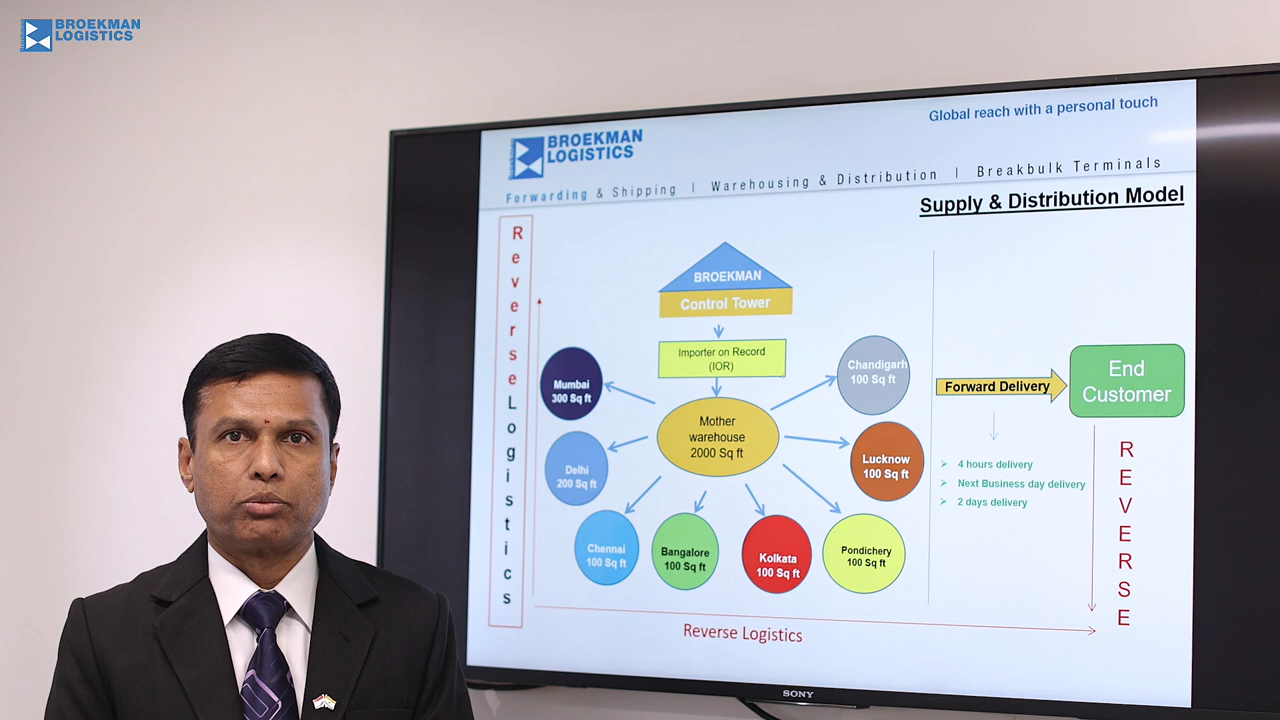 BROEKMAN
LOGISTICS
Global reach with a personal touch
BROEKMAN
LOGISTICS
Forwarding & Shipping | Warehousing & Distribution | Breakbulk Terminals
Supply & Distribution Model
Reverse Logistics
BROEKMAN
Control Tower
Importer on Record
(IOR)
Mother
warehouse
2000 Sq ft
Mumbai
300 Sq ft
Delhi
200 Sq ft
Chennai
100 Sq ft
Bangalore
100 Sq ft
Kolkata
100 Sq ft
Pondichery
100 Sq ft
Lucknow
100 Sq ft
Chandigarh
100 Sq ft
Forward Delivery
End
Customer
4 hours delivery
Next Business day delivery
2 days delivery
REVERSE
Reverse Logistics
SONY